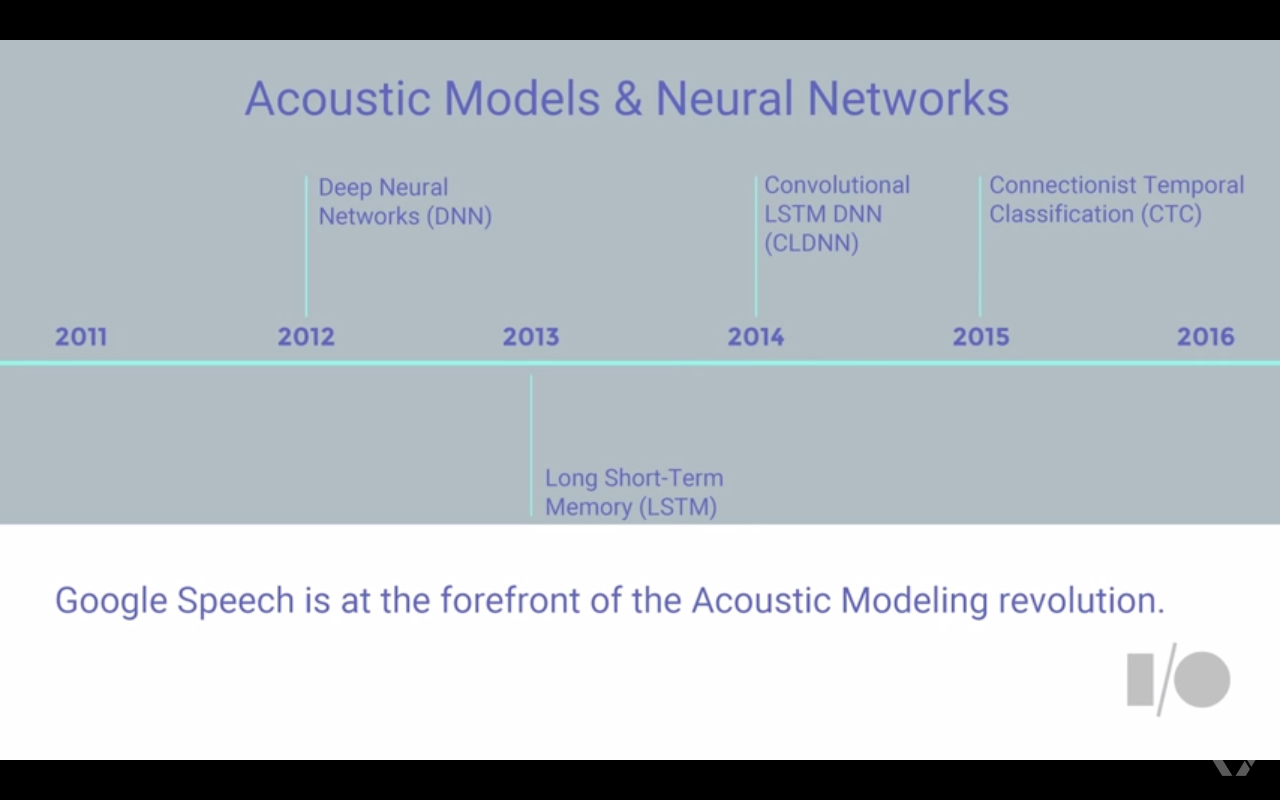 Acoustic Models & Neural Networks
Deep Neural
Networks (DNN)
Convolutional
LSTM DNN
(CLDNN)
Connectionist Temporal
Classification (CTC)
2011 2012 2013 2014 2015 2016
Long Short-Term
Memory (LSTM)
Google Speech is at the forefront of the Acoustic Modeling revolution.
I/O